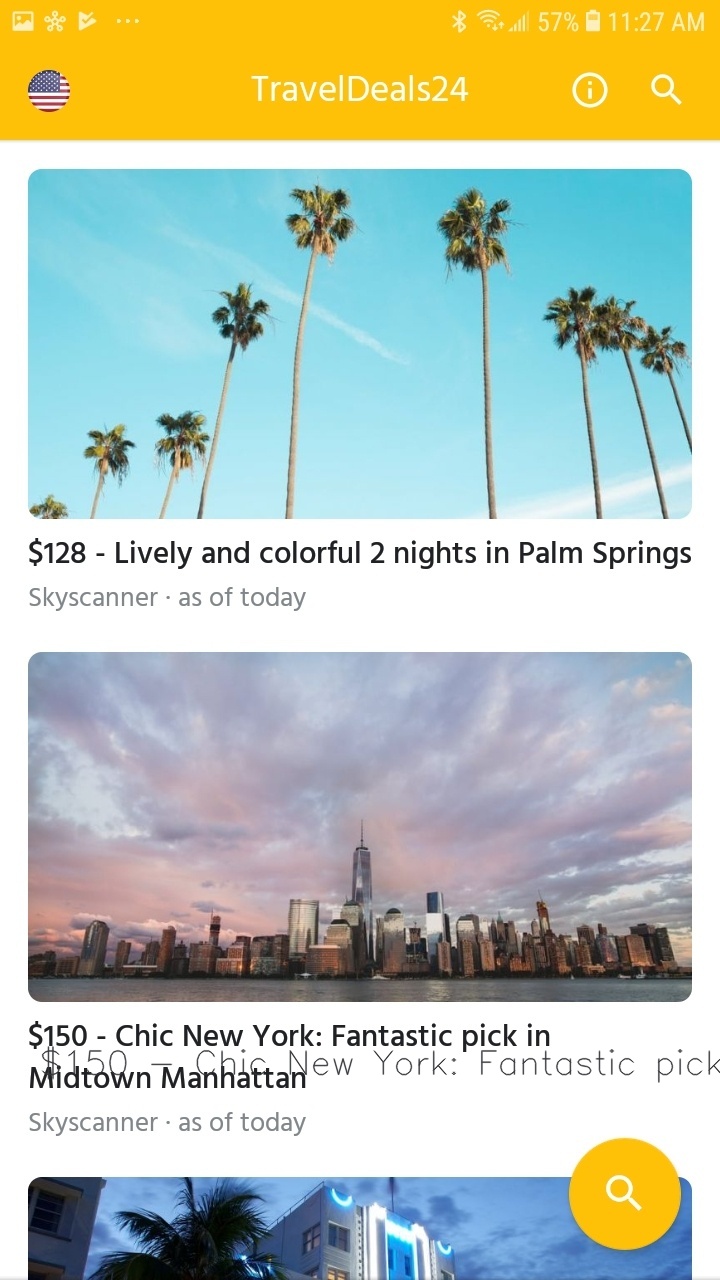 57% 11:27 AM
TravelDeals24
$128 - Lively and colorful 2 nights in Palm Springs
Skyscanner · as of today
$150 - Chic New York: Fantastic pick in
$150 - Chic New York: Fantastic pick
Midtown Manhattan
Skyscanner · as of today